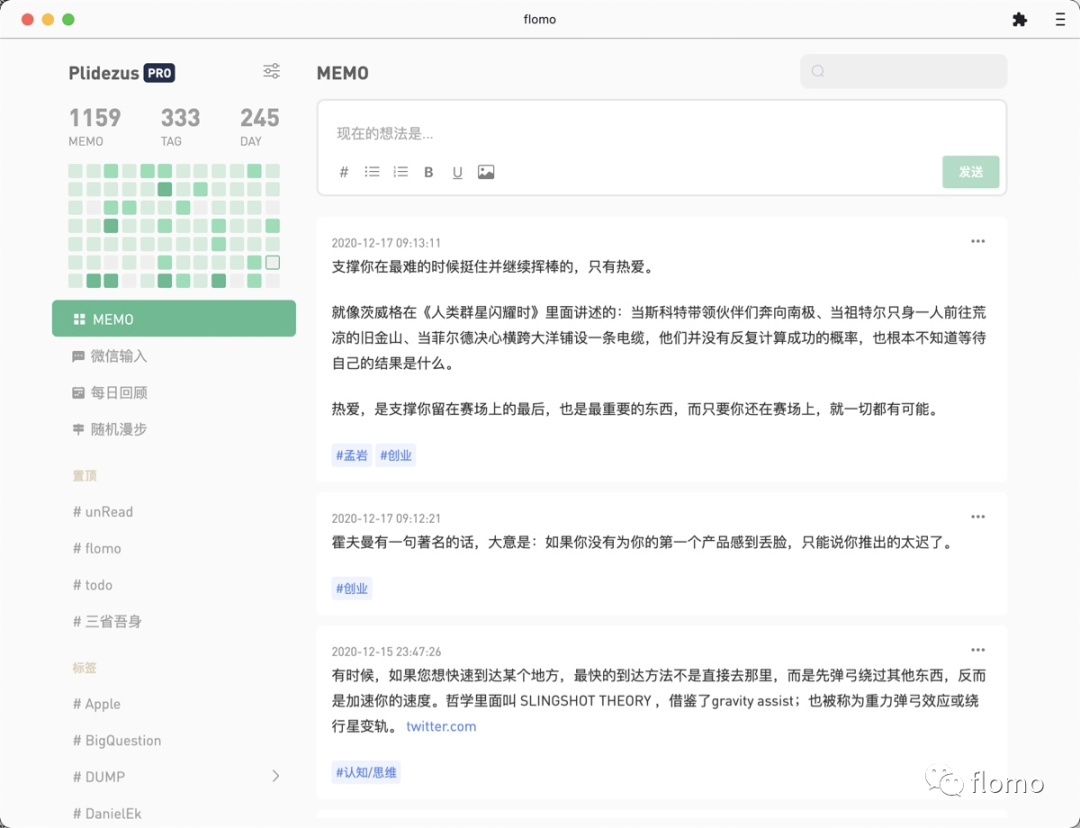 flomo
Plidezus PRO
1159 333 245
MEMO TAG DAY
MEMO
微信输入
每日回顾
随机漫步
置顶
# unRead
# flomo
# todo
# 三省吾身
标签
# Apple
# BigQuestion
# DUMP
# DanielEk
MEMO
现在的想法是...
# B U
发送
2020-12-17 09:13:11
支撑你在最难的时候挺住并继续挥棒的，只有热爱。
就像茨威格在《人类群星闪耀时》里面讲述的：当斯科特带领伙伴们奔向南极、当祖特尔只身一人前往荒
凉的旧金山、当菲尔德决心横跨大洋铺设一条电缆，他们并没有反复计算成功的概率，也根本不知道等待
自己的结果是什么。
热爱，是支撑你留在赛场上的最后，也是最重要的东西，而只要你还在赛场上，就一切都有可能。
#孟岩 #创业
2020-12-17 09:12:21
霍夫曼有一句著名的话，大意是：如果你没有为你的第一个产品感到丢脸，只能说你推出的太迟了。
#创业
2020-12-15 23:47:26
有时候，如果您想快速到达某个地方，最快的到达方法不是直接去那里，而是先弹弓绕过其他东西，反而
是加速你的速度。哲学里面叫 SLINGSHOT THEORY ，借鉴了gravity assist；也被称为重力弹弓效应或绕
行星变轨。 twitter.com
#认知/思维
flomo